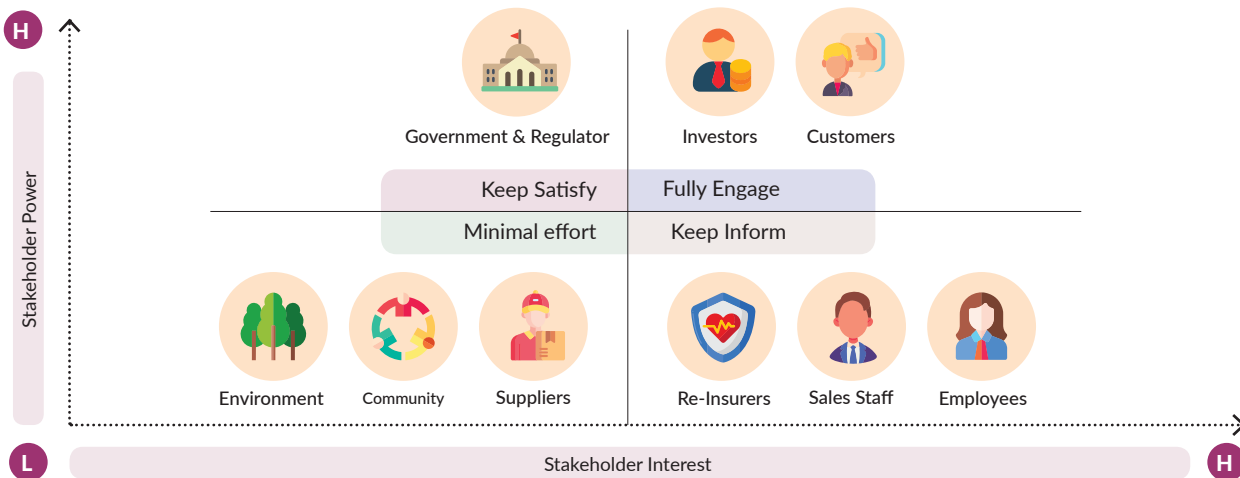 H
Government & Regulator
Investors
Customers
Stakeholder Power
Keep Satisfy
Fully Engage
Minimal effort
Keep Inform
Environment
Community
Suppliers
Re-Insurers
Sales Staff
Employees
L
Stakeholder Interest
H